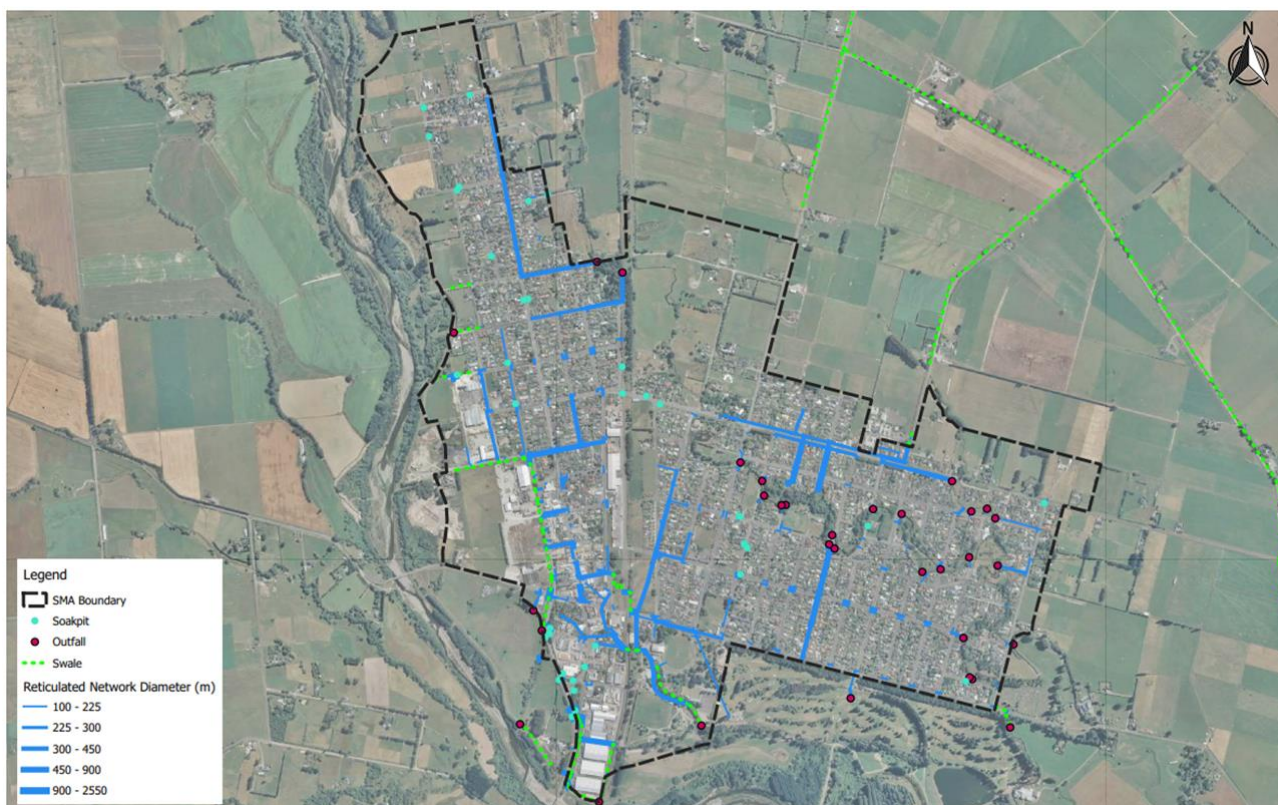 N
Legend
SMA Boundary
Soakpit
Outfall
Swale
Reticulated Network Diameter (m)
100 - 225
225 - 300
300 - 450
450 - 900
900 - 2550